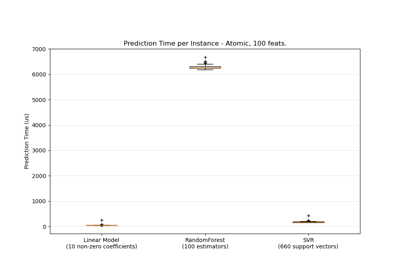 Prediction Time per Instance - Atomic, 100 feats.
7000
6000
5000
4000
3000
2000
1000
0
Prediction Time (us)
Linear Model
(10 non-zero coefficients)
RandomForest
(100 estimators)
SVR
(660 support vectors)